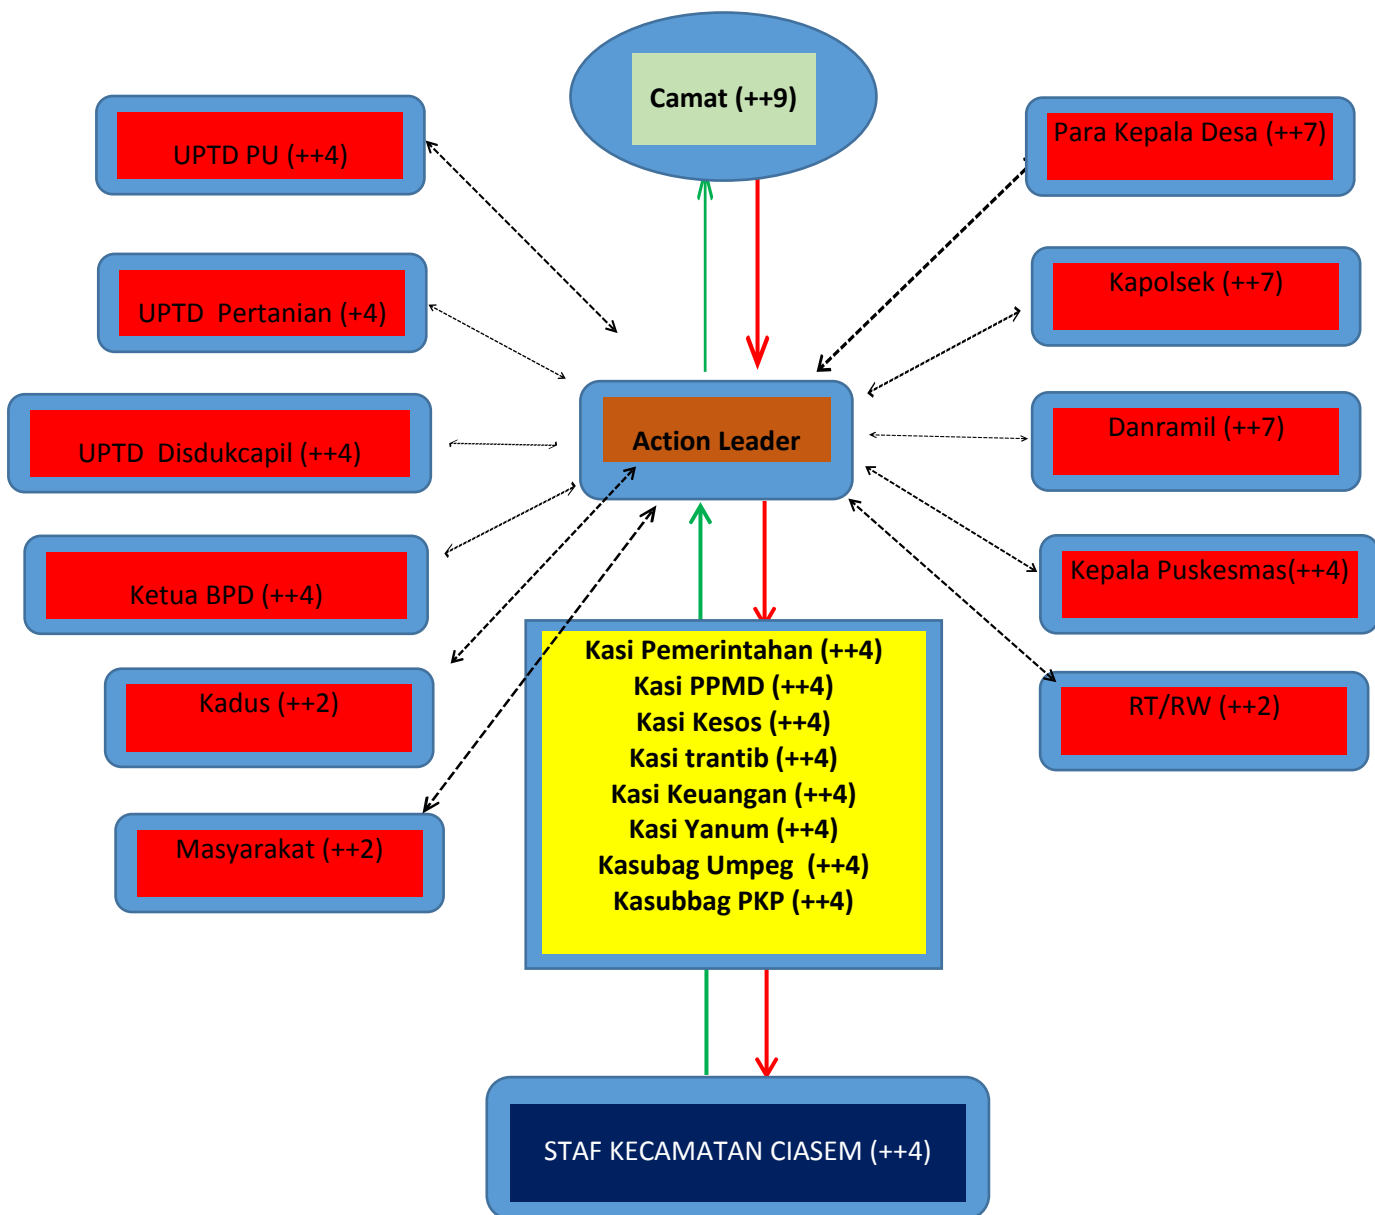 Camat (++9)
UPTD PU (++4)
Para Kepala Desa (++7)
UPTD  Pertanian (+4)
Kapolsek (++7)
UPTD  Disdukcapil (++4)
Action Leader
Danramil (++7)
Ketua BPD (++4)
Kepala Puskesmas(++4)
Kadus (++2)
RT/RW (++2)
Masyarakat (++2)
Kasi Pemerintahan (++4)
Kasi PPMD (++4)
Kasi Kesos (++4)
Kasi trantib (++4)
Kasi Keuangan (++4)
Kasi Yanum (++4)
Kasubag Umpeg  (++4)
Kasubbag PKP (++4)
STAF KECAMATAN CIASEM (++4)